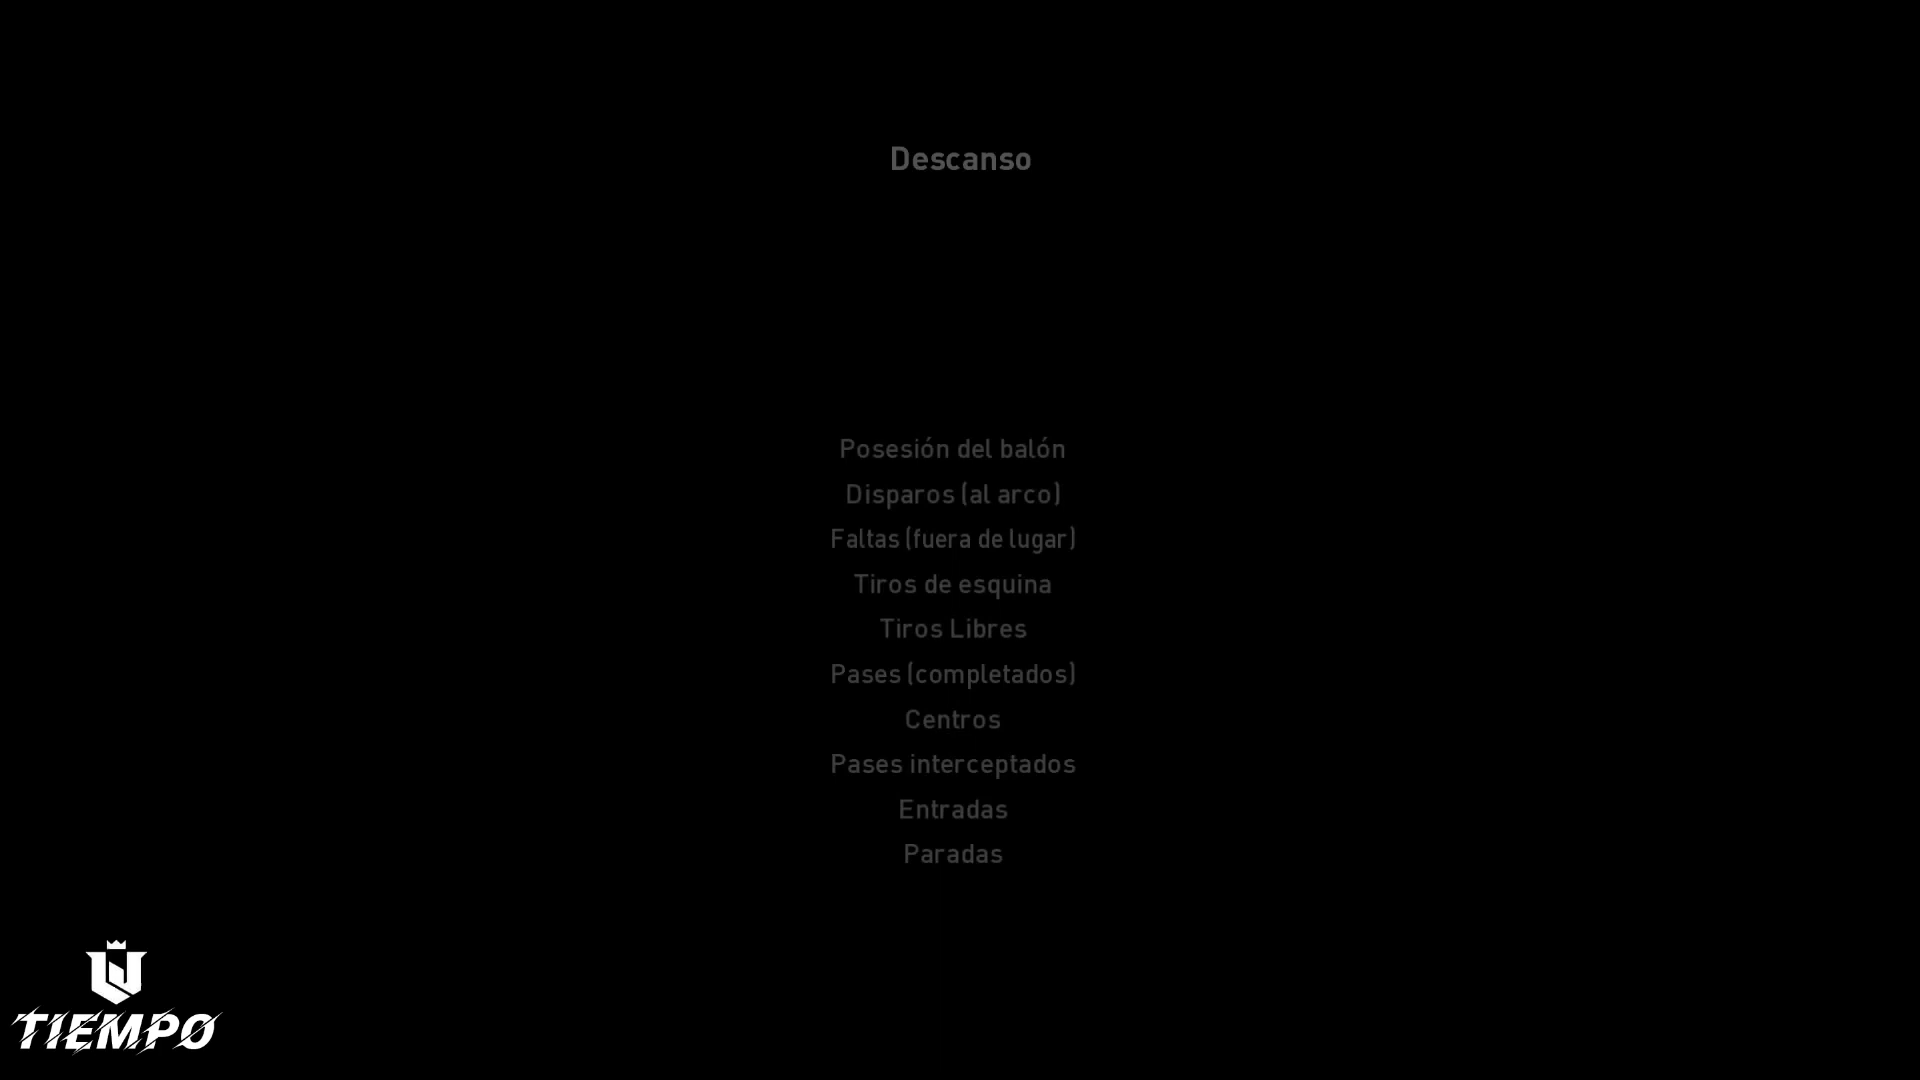 Descanso
Posesión del balón
Disparos (al arco)
Faltas (fuera de lugar)
Tiros de esquina
Tiros Libres
Pases (completados)
Centros
Pases interceptados
Entradas
Paradas
TIEMPO